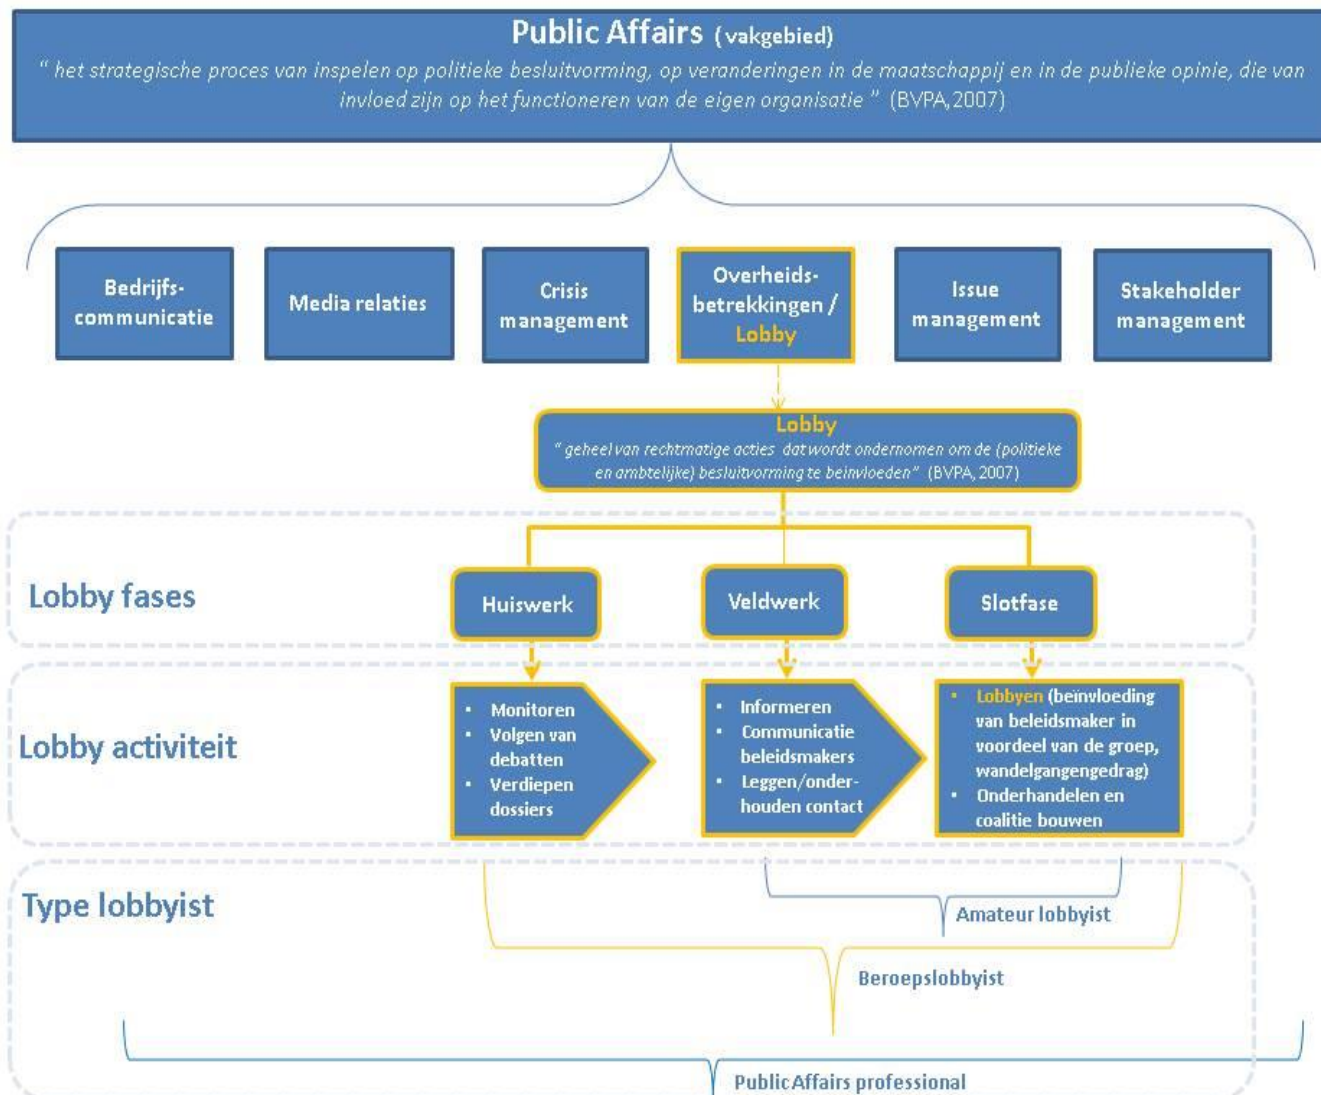 Public Affairs (vakgebied)
" het strategische proces van inspelen op politieke besluitvorming, op veranderingen in de maatschappij en in de publieke opinie, die van
invloed zijn op het functioneren van de eigen organisatie " (BVPA, 2007)
Bedrijfs-
communicatie
Media relaties
Crisis
management
Overheids-
betrekkingen /
Lobby
Issue
management
Stakeholder
management
Lobby
" geheel van rechtmatige acties dat wordt ondernomen om de (politieke
en ambtelijke) besluitvorming te beinvloeden" (BVPA, 2007)
Lobby fases
Huiswerk
Veldwerk
Slotfase
Lobby activiteit
▪ Monitoren
▪ Volgen van
debatten
▪ Verdiepen
dossiers
▪ Informeren
▪ Communicatie
beleidsmakers
▪ Leggen/onder-
houden contact
▪ Lobbyen (beïnvloeding
van beleidsmaker in
voordeel van de groep,
wandelgangengedrag)
▪ Onderhandelen en
coalitie bouwen
Type lobbyist
Amateur lobbyist
Beroepslobbyist
Public Affairs professional